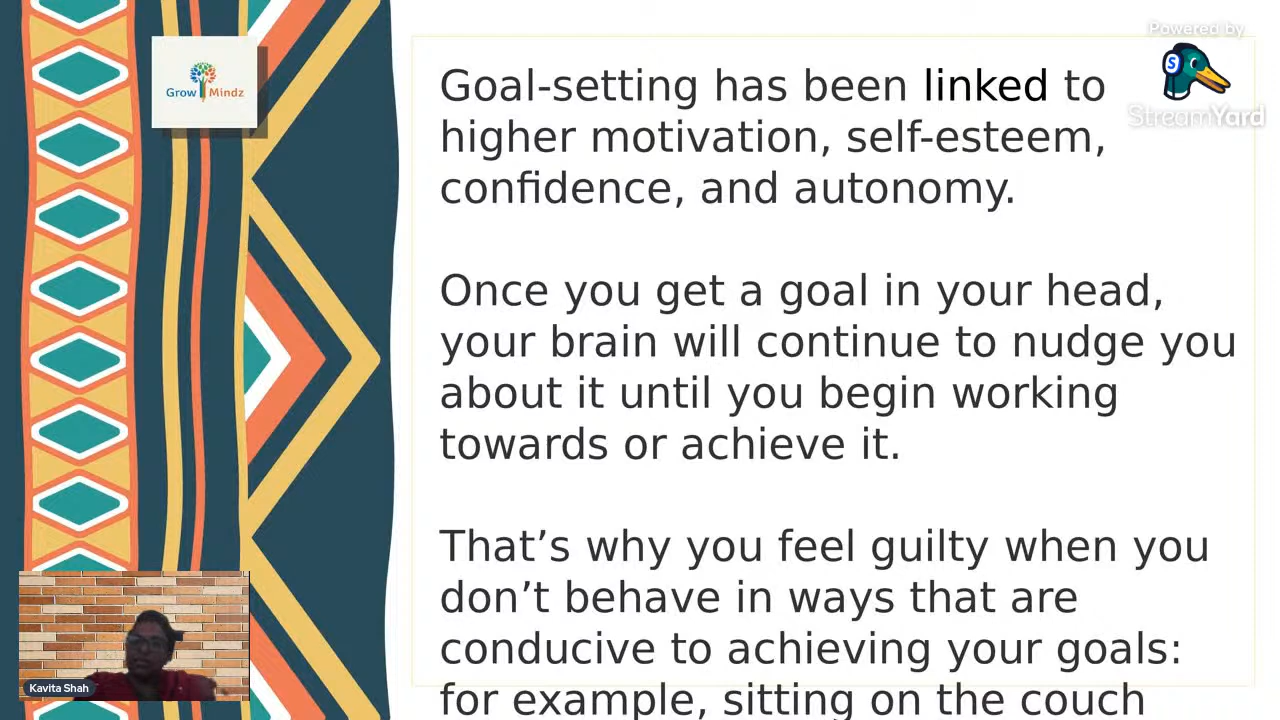 Grow Mindz
Powered by
S
StreamYard
Goal-setting has been linked to
higher motivation, self-esteem,
confidence, and autonomy.
Once you get a goal in your head,
your brain will continue to nudge you
about it until you begin working
towards or achieve it.
That’s why you feel guilty when you
don’t behave in ways that are
conducive to achieving your goals:
for example, sitting on the couch
Kavita Shah